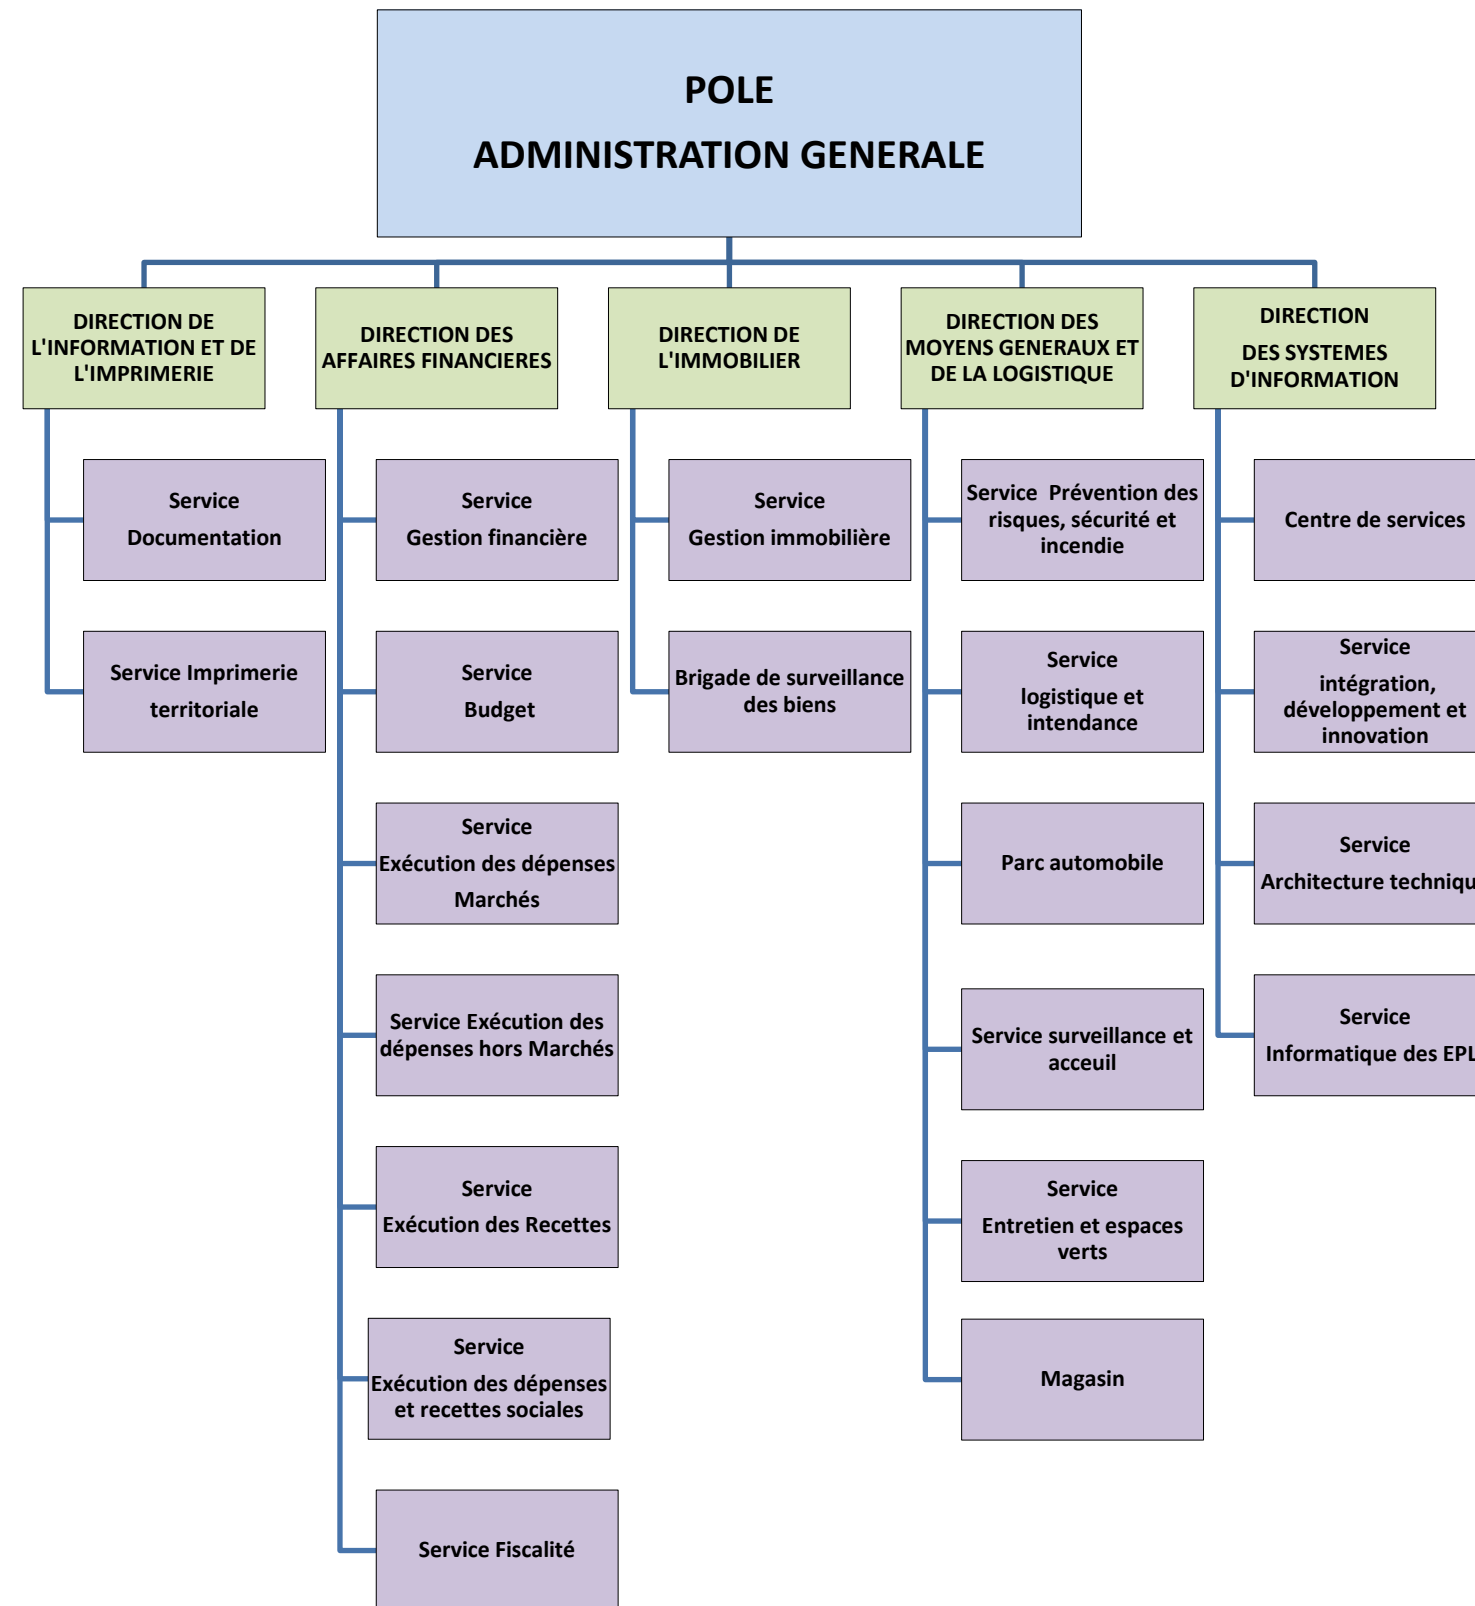 POLE
ADMINISTRATION GENERALE
DIRECTION DE
L'INFORMATION ET DE
L'IMPRIMERIE
Service
Documentation
Service Imprimerie
territoriale
DIRECTION DES
AFFAIRES FINANCIERES
Service
Gestion financière
Service
Budget
Service
Exécution des dépenses
Marchés
Service Exécution des
dépenses hors Marchés
Service
Exécution des Recettes
Service
Exécution des dépenses
et recettes sociales
Service Fiscalité
DIRECTION DE
L'IMMOBILIER
Service
Gestion immobilière
Brigade de surveillance
des biens
DIRECTION DES
MOYENS GENERAUX ET
DE LA LOGISTIQUE
Service Prévention des
risques, sécurité et
incendie
Service
logistique et
intendance
Parc automobile
Service surveillance et
acceuil
Service
Entretien et espaces
verts
Magasin
DIRECTION
DES SYSTEMES
D'INFORMATION
Centre de services
Service
intégration,
développement et
innovation
Service
Architecture techniqu
Service
Informatique des EPL